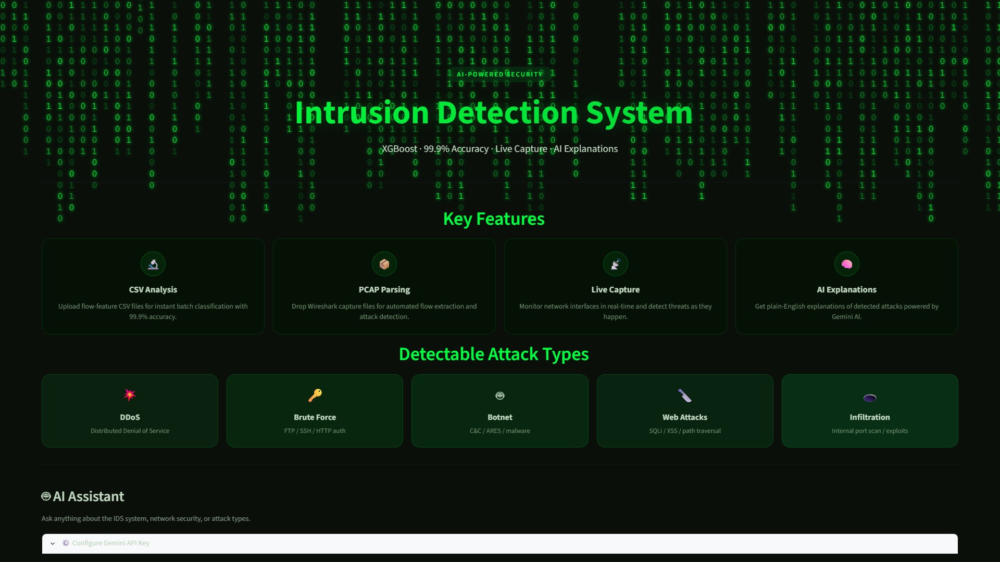 AI-POWERED SECURITY
Intrusion Detection System
XGBoost · 99.9% Accuracy · Live Capture · AI Explanations
Key Features
CSV Analysis
Upload flow-feature CSV files for instant batch classification with
99.9% accuracy.
PCAP Parsing
Drop Wireshark capture files for automated flow extraction and
attack detection.
Live Capture
Monitor network interfaces in real-time and detect threats as they
happen.
AI Explanations
Get plain-English explanations of detected attacks powered by
Gemini AI.
Detectable Attack Types
DDoS
Distributed Denial of Service
Brute Force
FTP / SSH / HTTP auth
Botnet
C&C / ARES / malware
Web Attacks
SQLi / XSS / path traversal
Infiltration
Internal port scan / exploits
AI Assistant
Ask anything about the IDS system, network security, or attack types.
Configure Gemini API Key